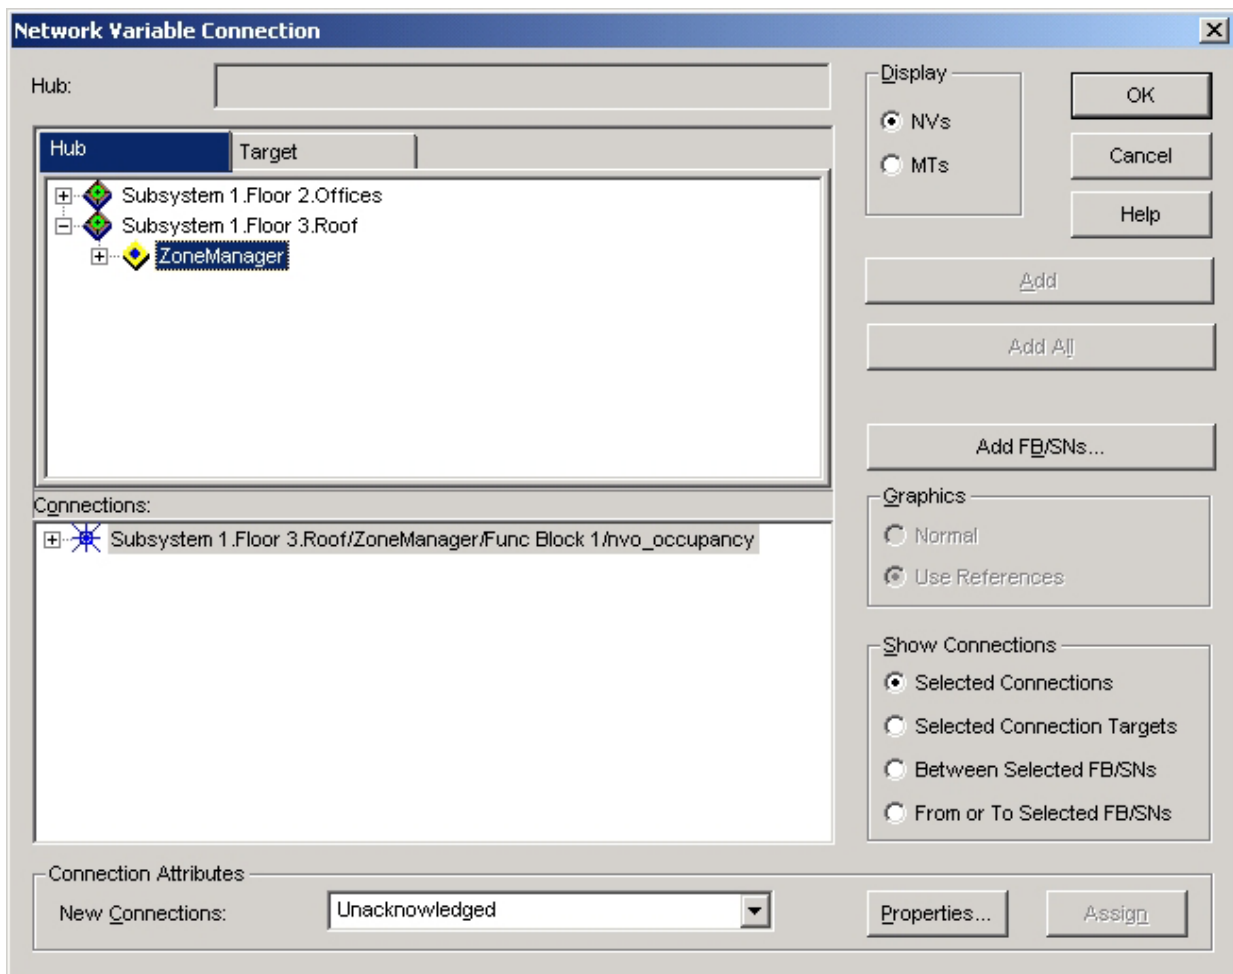 Network Variable Connection
Hub:
Hub
Target
Subsystem 1.Floor 2.Offices
Subsystem 1.Floor 3.Roof
ZoneManager
Connections:
Subsystem 1.Floor 3.Roof/ZoneManager/Func Block 1/nvo_occupancy
Display
NVs
MTs
OK
Cancel
Help
Add
Add All
Add FB/SNs...
Graphics
Normal
Use References
Show Connections
Selected Connections
Selected Connection Targets
Between Selected FB/SNs
From or To Selected FB/SNs
Connection Attributes
New Connections:
Unacknowledged
Properties...
Assign